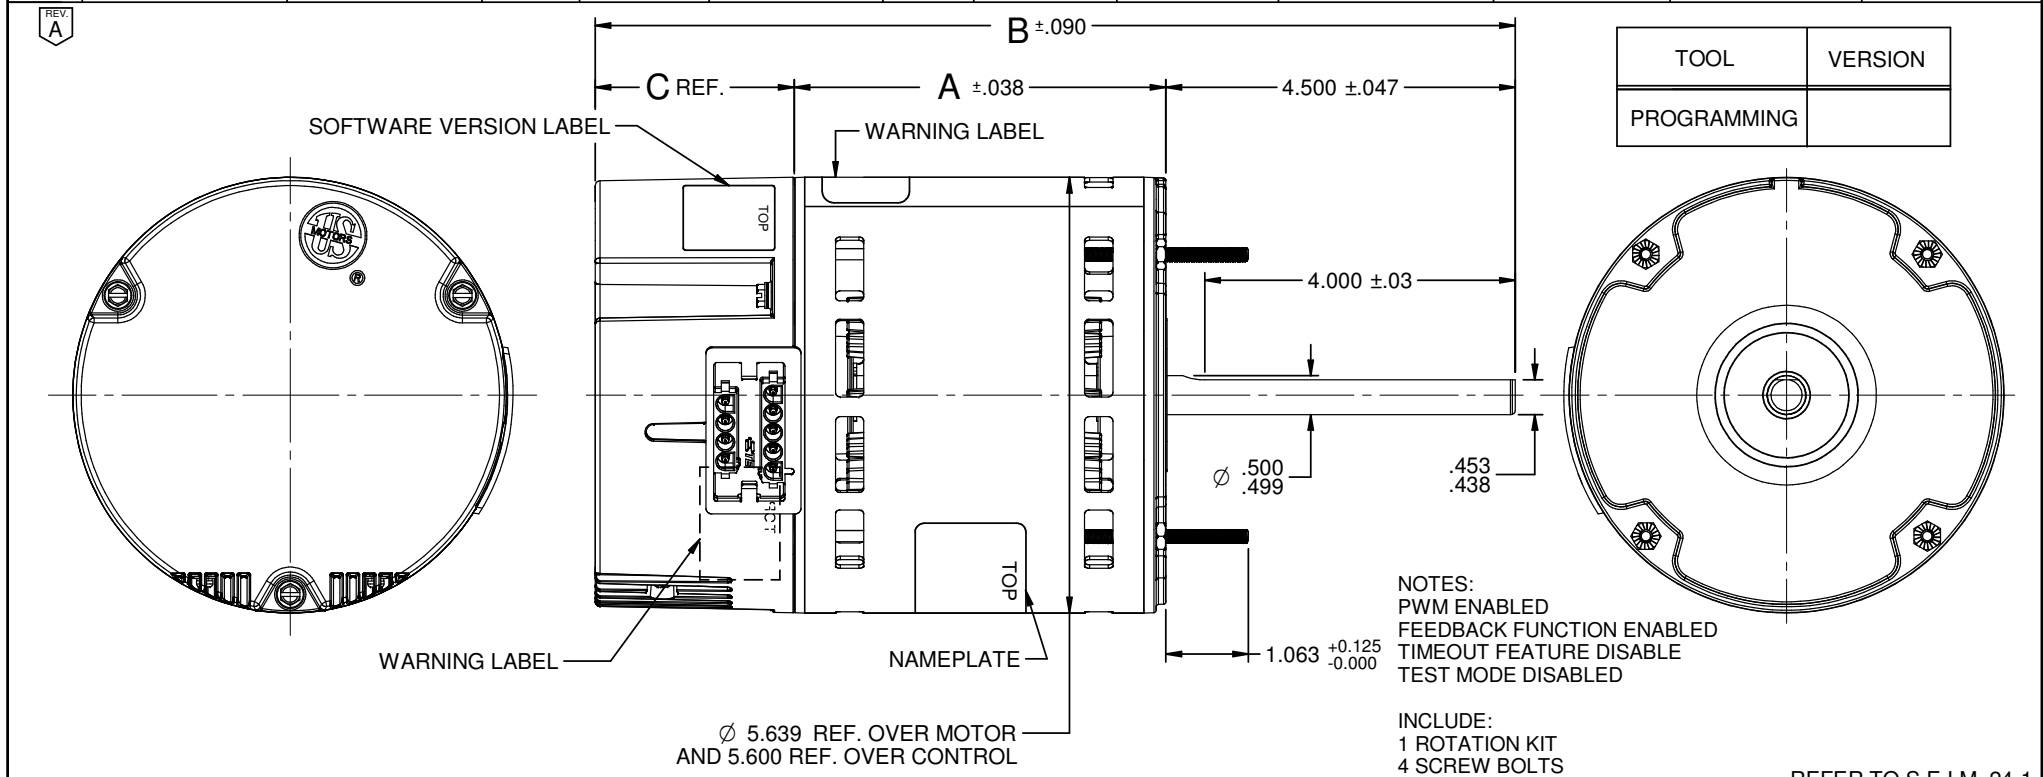 REV.
A
B ±.090
C REF.
A ±.038
4.500 ±.047
TOOL VERSION
PROGRAMMING
SOFTWARE VERSION LABEL
WARNING LABEL
TOP
US
MOTORS
®
4.000 ±.03
Ø .500
.499
.453
.438
TOP
WARNING LABEL
NAMEPLATE
1.063 +0.125
-0.000
Ø 5.639 REF. OVER MOTOR
AND 5.600 REF. OVER CONTROL
NOTES:
PWM ENABLED
FEEDBACK FUNCTION ENABLED
TIMEOUT FEATURE DISABLE
TEST MODE DISABLED
INCLUDE:
1 ROTATION KIT
4 SCREW BOLTS